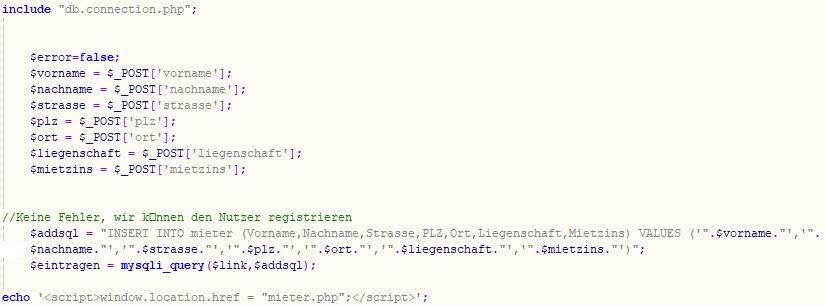 include "db.connection.php";
$error=false;
$vorname = $_POST['vorname'];
$nachname = $_POST['nachname'];
$strasse = $_POST['strasse'];
$plz = $_POST['plz'];
$ort = $_POST['ort'];
$liegenschaft = $_POST['liegenschaft'];
$mietzins = $_POST['mietzins'];
//Keine Fehler, wir k□nnen den Nutzer registrieren
$addsql = "INSERT INTO mieter (Vorname,Nachname,Strasse,PLZ,Ort,Liegenschaft,Mietzins) VALUES ('".$vorname."','".
$nachname."','".$strasse."','".$plz."','".$ort."','".$liegenschaft."','".$mietzins."')";
$eintragen = mysqli_query($link,$addsql);
echo '<script>window.location.href = "mieter.php";</script>';